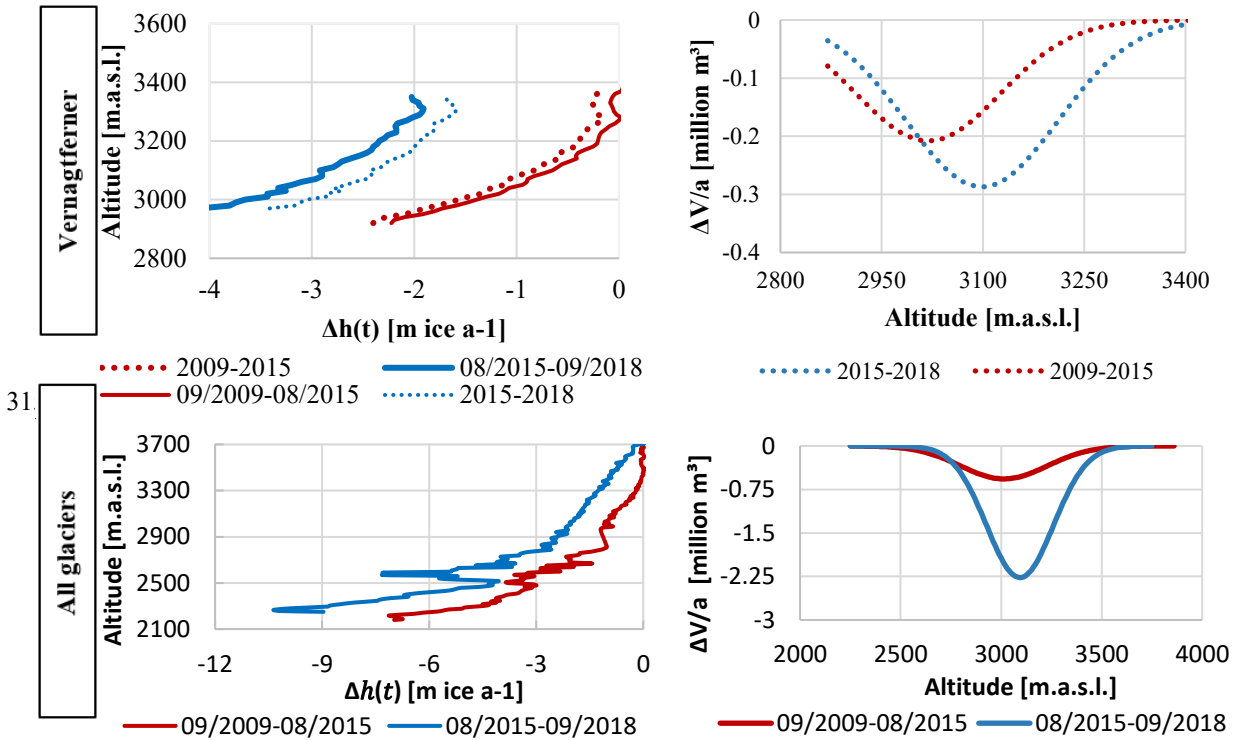 Vernagtferner
Altitude [m.a.s.l.]
3600
3400
3200
3000
2800
-4 -3 -2 -1 0
Δh(t) [m ice a-1]
2009-2015
08/2015-09/2018
09/2009-08/2015
2015-2018
ΔV/a [million m³]
-0
-0.1
-0.2
-0.3
-0.4
2800 2950 3100 3250 3400
Altitude [m.a.s.l.]
2015-2018
2009-2015
31.
All glaciers
Altitude [m.a.s.l.]
3700
3300
2900
2500
2100
-12 -9 -6 -3 0
Δh(t) [m ice a-1]
09/2009-08/2015
08/2015-09/2018
ΔV/a [million m³]
0
-0.75
-1.5
-2.25
-3
2000 2500 3000 3500 4000
Altitude [m.a.s.l.]
09/2009-08/2015
08/2015-09/2018